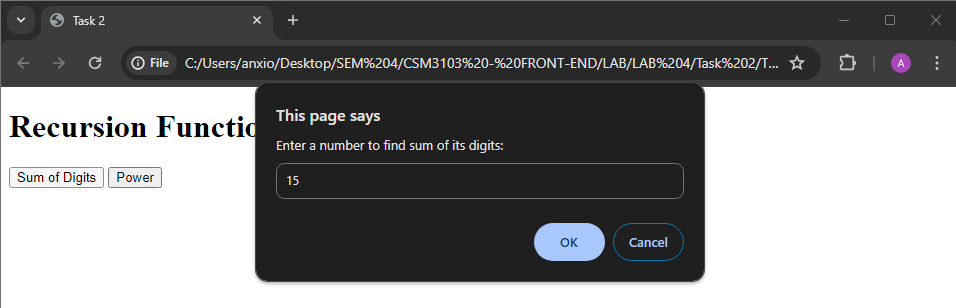 Task 2
File C:/Users/anxio/Desktop/SEM%204/CSM3103%20-%20FRONT-END/LAB/LAB%204/Task%202/T...
A
This page says
Recursion Functio
Enter a number to find sum of its digits:
Sum of Digits Power
15
OK Cancel